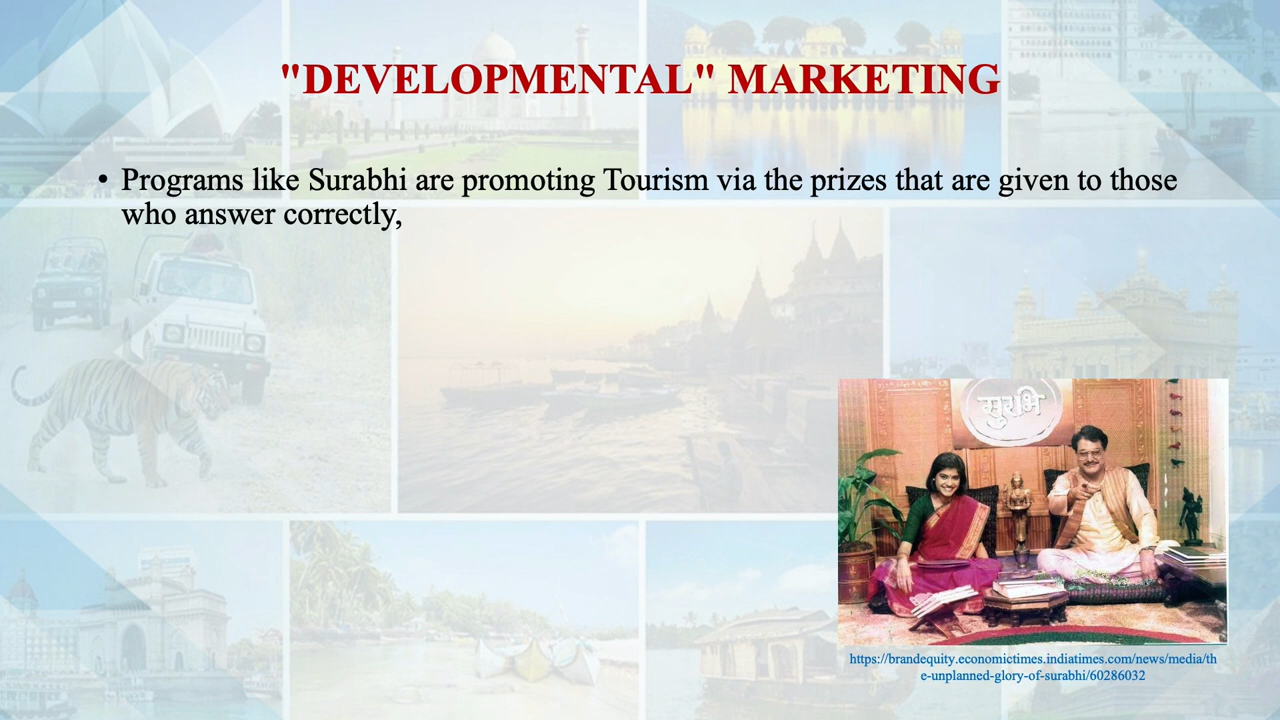 "DEVELOPMENTAL" MARKETING
• Programs like Surabhi are promoting Tourism via the prizes that are given to those
who answer correctly,
सुरभि
https://brandequity.economictimes.indiatimes.com/news/media/th
e-unplanned-glory-of-surabhi/60286032